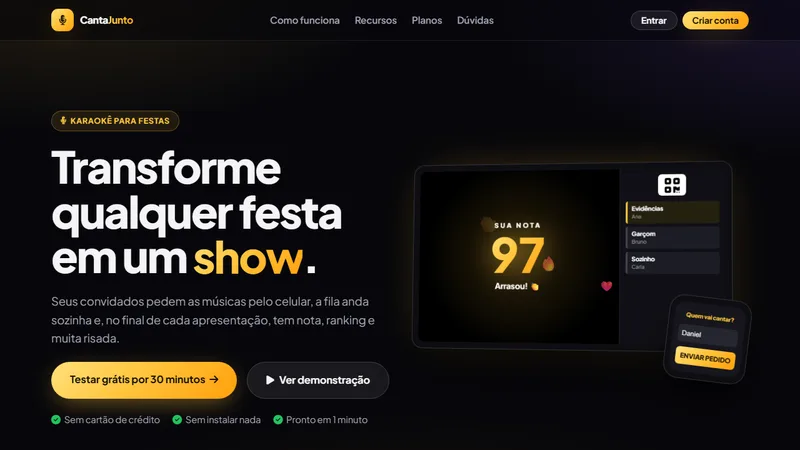 CantaJunto
Como funciona
Recursos
Planos
Dúvidas
Entrar
Criar conta
KARAOKÊ PARA FESTAS
Transforme
qualquer festa
em um show.
Seus convidados pedem as músicas pelo celular, a fila anda
sozinha e, no final de cada apresentação, tem nota, ranking e
muita risada.
Testar grátis por 30 minutos →
Ver demonstração
Sem cartão de crédito
Sem instalar nada
Pronto em 1 minuto
SUA NOTA
97
Arrasou! 👏
Evidências
Ana
Garçom
Bruno
Sozinho
Carla
Quem vai cantar?
Daniel
ENVIAR PEDIDO